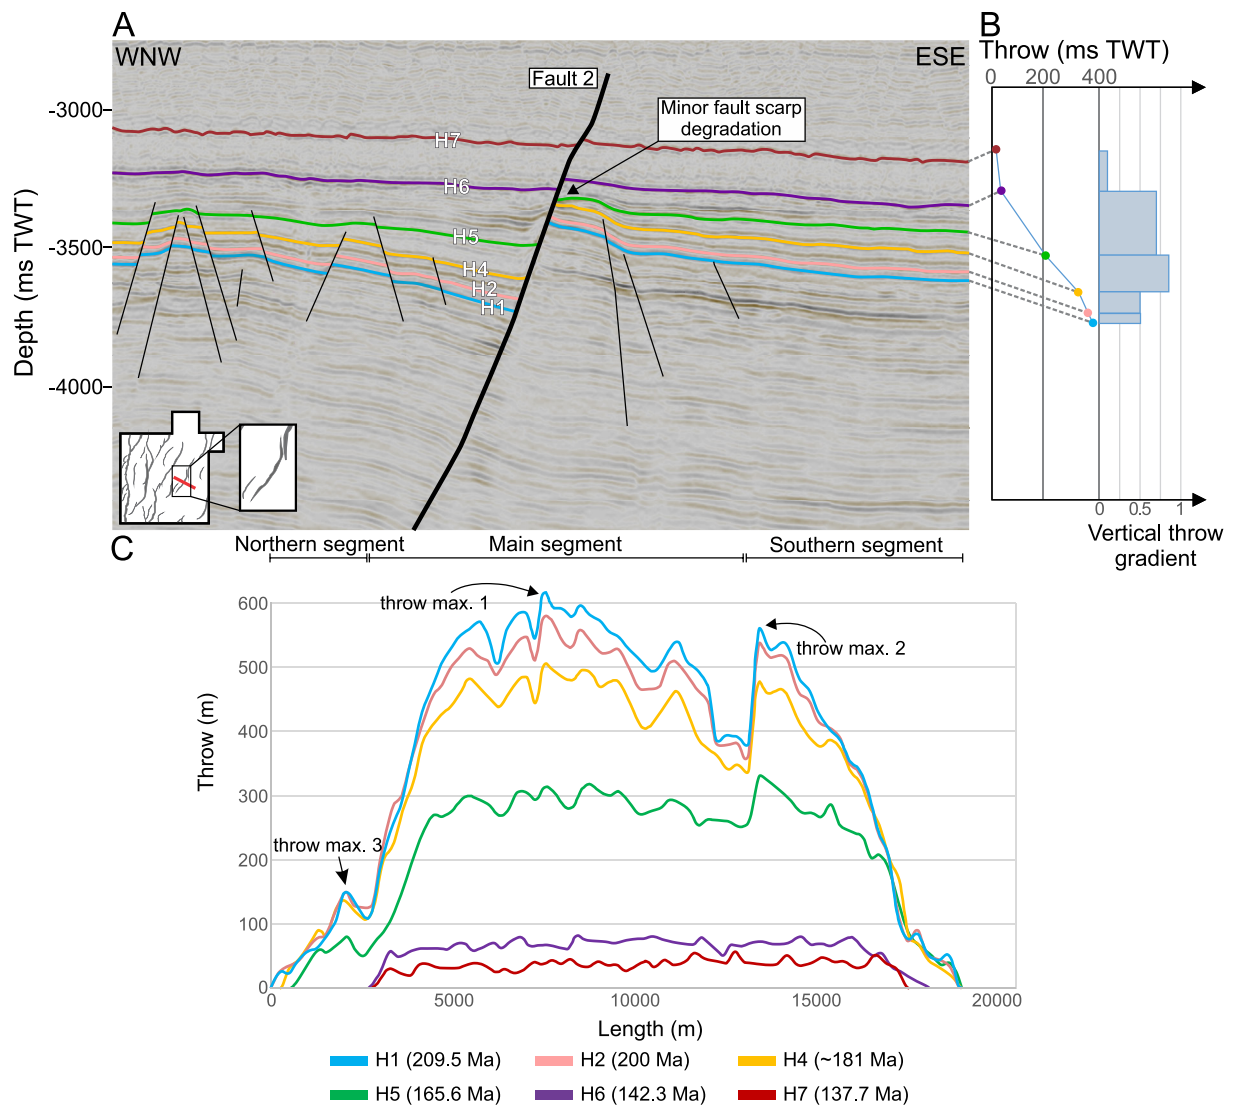 A
WNW
ESE
Fault 2
Minor fault scarp
degradation
H7
H6
H5
H4
H2
H1
Depth (ms TWT)
-3000
-3500
-4000
B
Throw (ms TWT)
0 200 400
0 0.5 1
Vertical throw
gradient
C
Northern segment Main segment Southern segment
throw max. 1
throw max. 2
throw max. 3
Throw (m)
600
500
400
300
200
100
0
0 5000 10000 15000 20000
Length (m)
H1 (209.5 Ma) H2 (200 Ma) H4 (~181 Ma)
H5 (165.6 Ma) H6 (142.3 Ma) H7 (137.7 Ma)